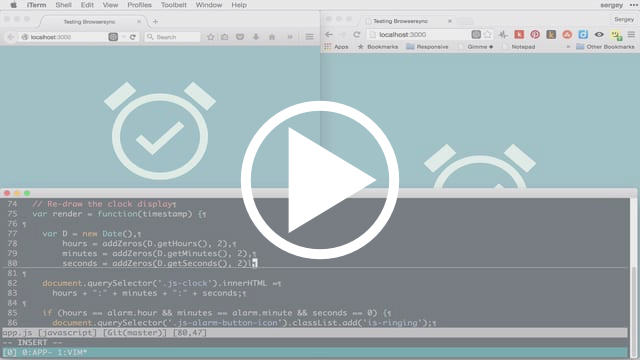 iTerm Shell Edit View Profiles Toolbelt Window Help sergey
Testing Browsersync
localhost:3000 Search
Testing Browsersync Sergey
localhost:3000
Apps Bookmarks Responsive Gimme Notepad » Other Bookmarks
74 // Re-draw the clock display¶
75 var render = function(timestamp) {¶
76 ¶
77 var D = new Date(),¶
78 hours = addZeros(D.getHours(), 2),¶
79 minutes = addZeros(D.getMinutes(), 2),¶
80 seconds = addZeros(D.getSeconds(), 2)¶
81 ¶
82 document.querySelector('.js-clock').innerHTML =¶
83 hours + ":" + minutes + ":" + seconds;¶
84 ¶
85 if (hours == alarm.hour && minutes == alarm.minute && seconds == 0) {¶
86 document.querySelector('.js-alarm-button-icon').classList.add('is-ringing');¶
app.js [javascript] [Git(master)] [80,47]
-- INSERT --
[0] 0:APP- 1:VIM*